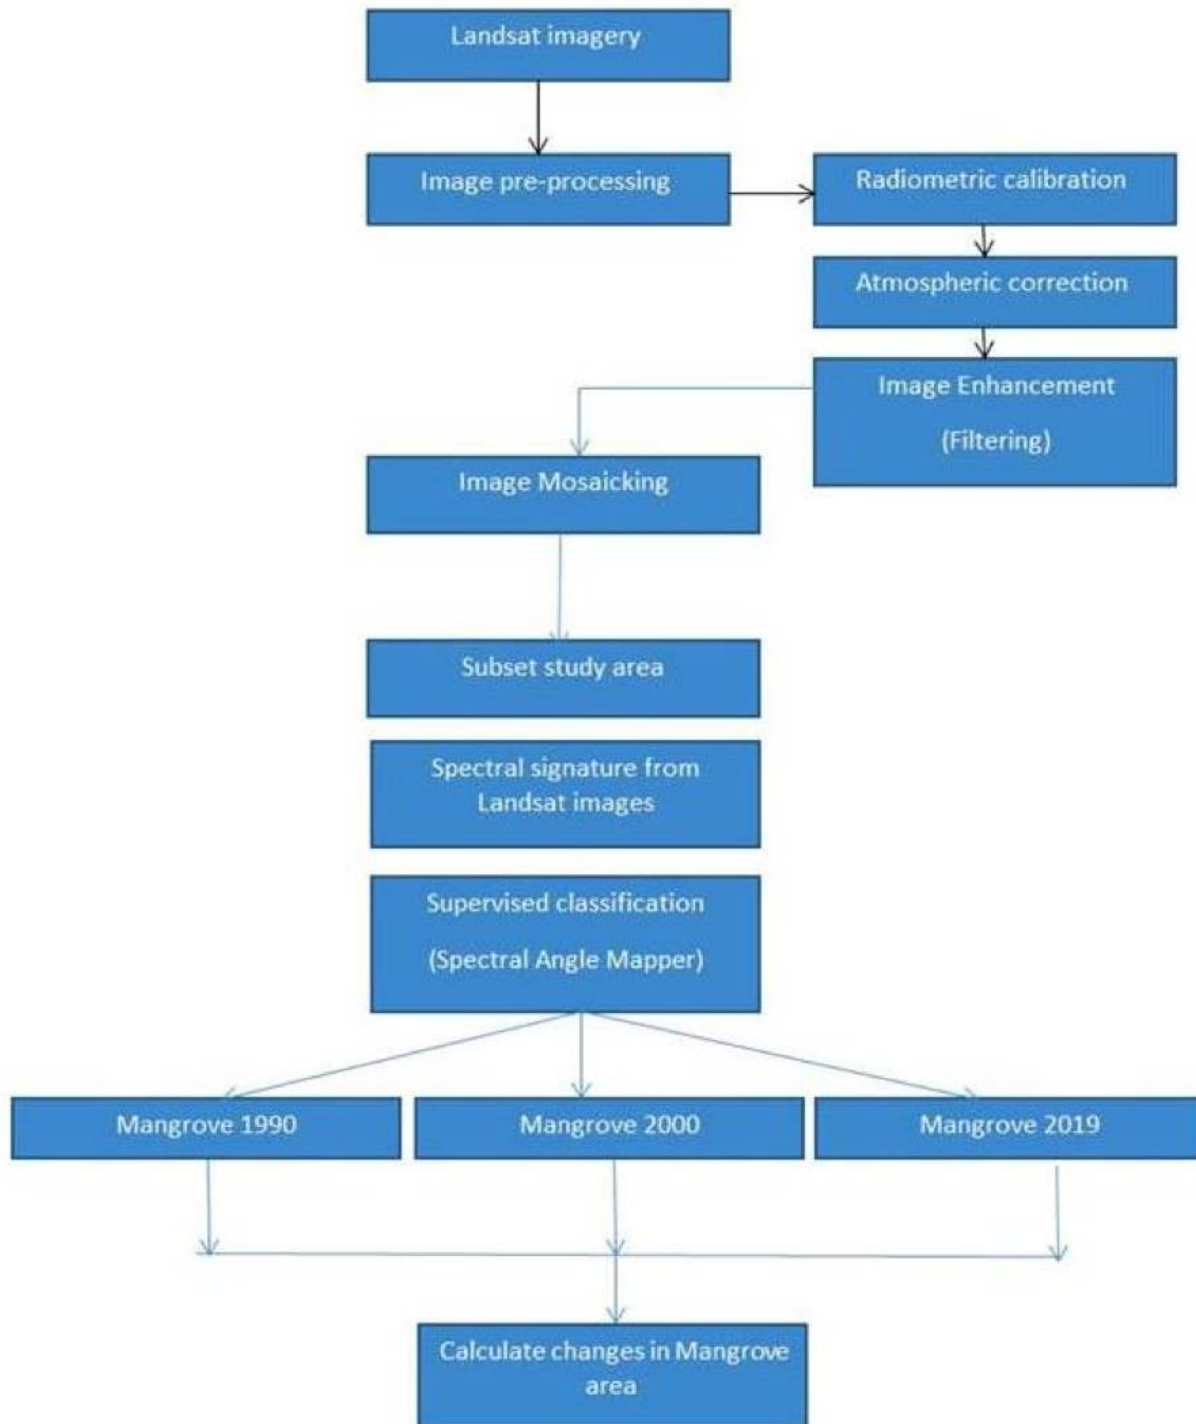 Landsat imagery
Image pre-processing
Radiometric calibration
Atmospheric correction
Image Enhancement
(Filtering)
Image Mosaicking
Subset study area
Spectral signature from
Landsat images
Supervised classification
(Spectral Angle Mapper)
Mangrove 1990
Mangrove 2000
Mangrove 2019
Calculate changes in Mangrove
area